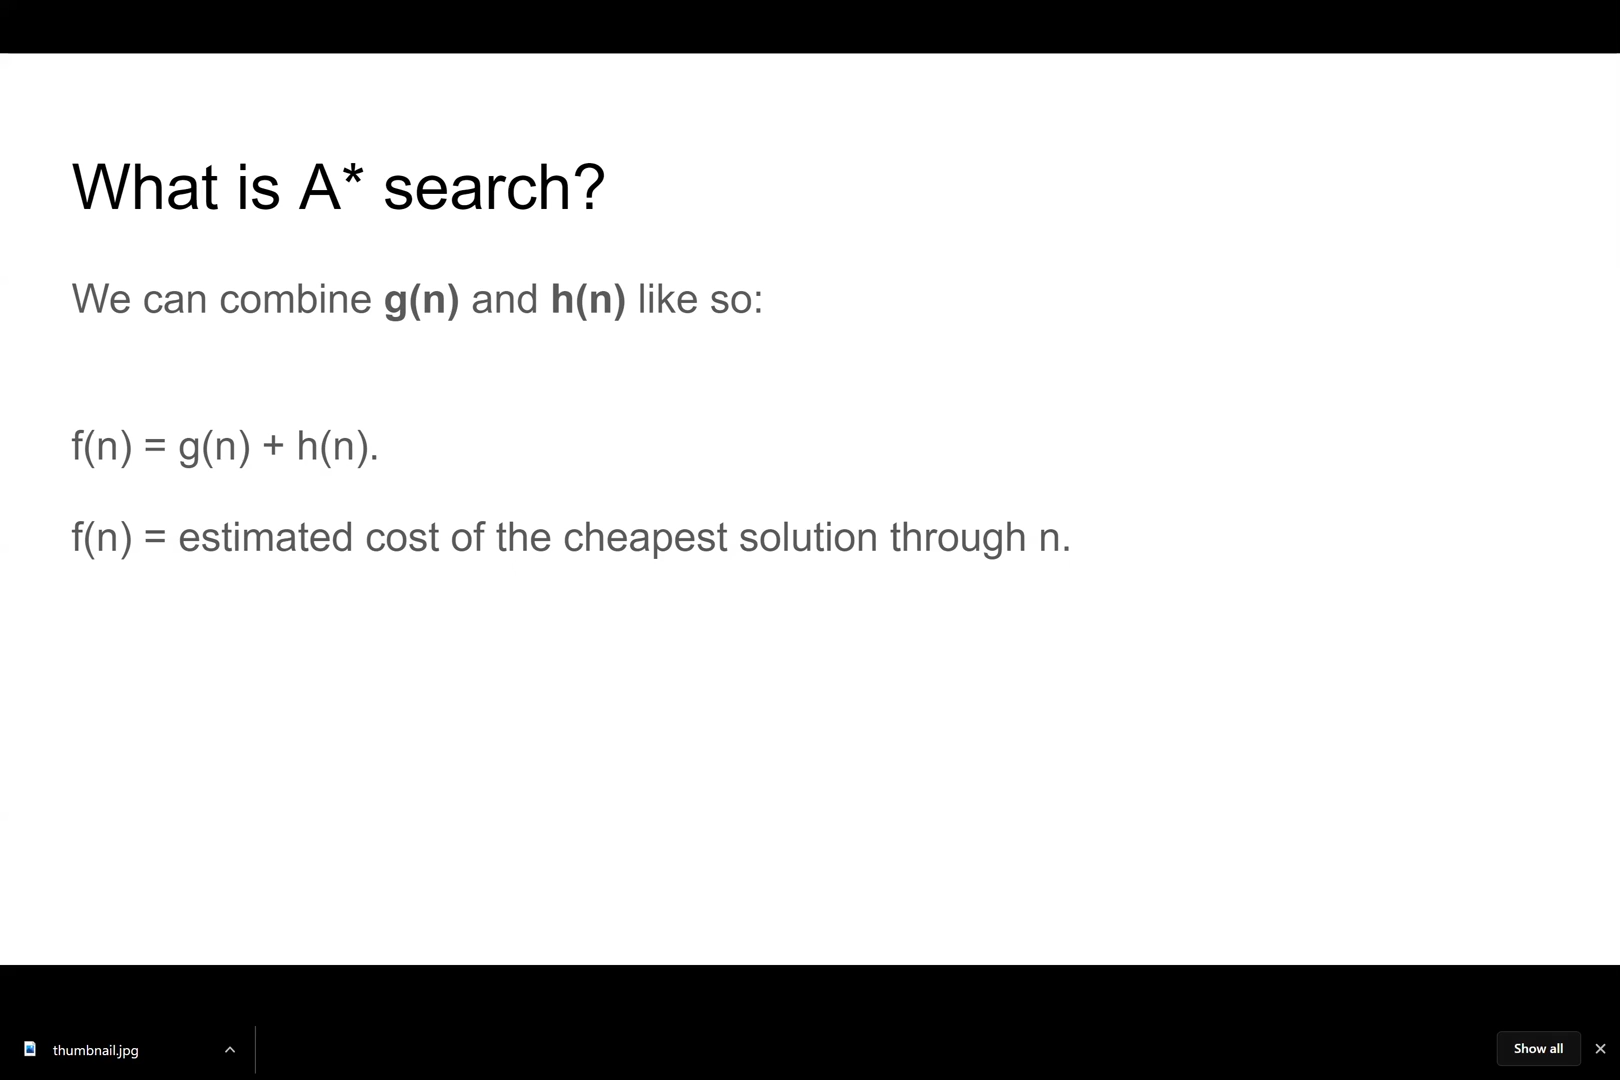 What is A* search?
We can combine g(n) and h(n) like so:
f(n) = g(n) + h(n).
f(n) = estimated cost of the cheapest solution through n.
thumbnail.jpg
Show all